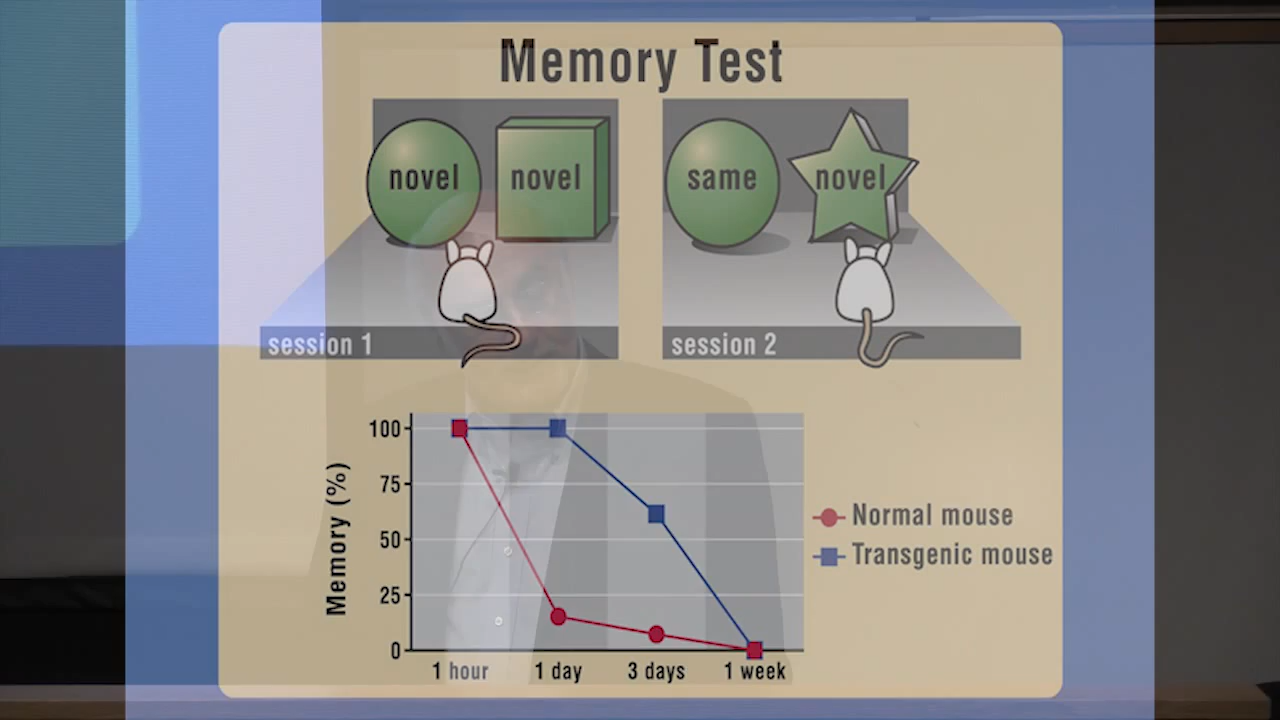 Memory Test
novel
novel
same
novel
session 1
session 2
Memory (%)
100
75
50
25
0
1 hour
1 day
3 days
1 week
Normal mouse
Transgenic mouse